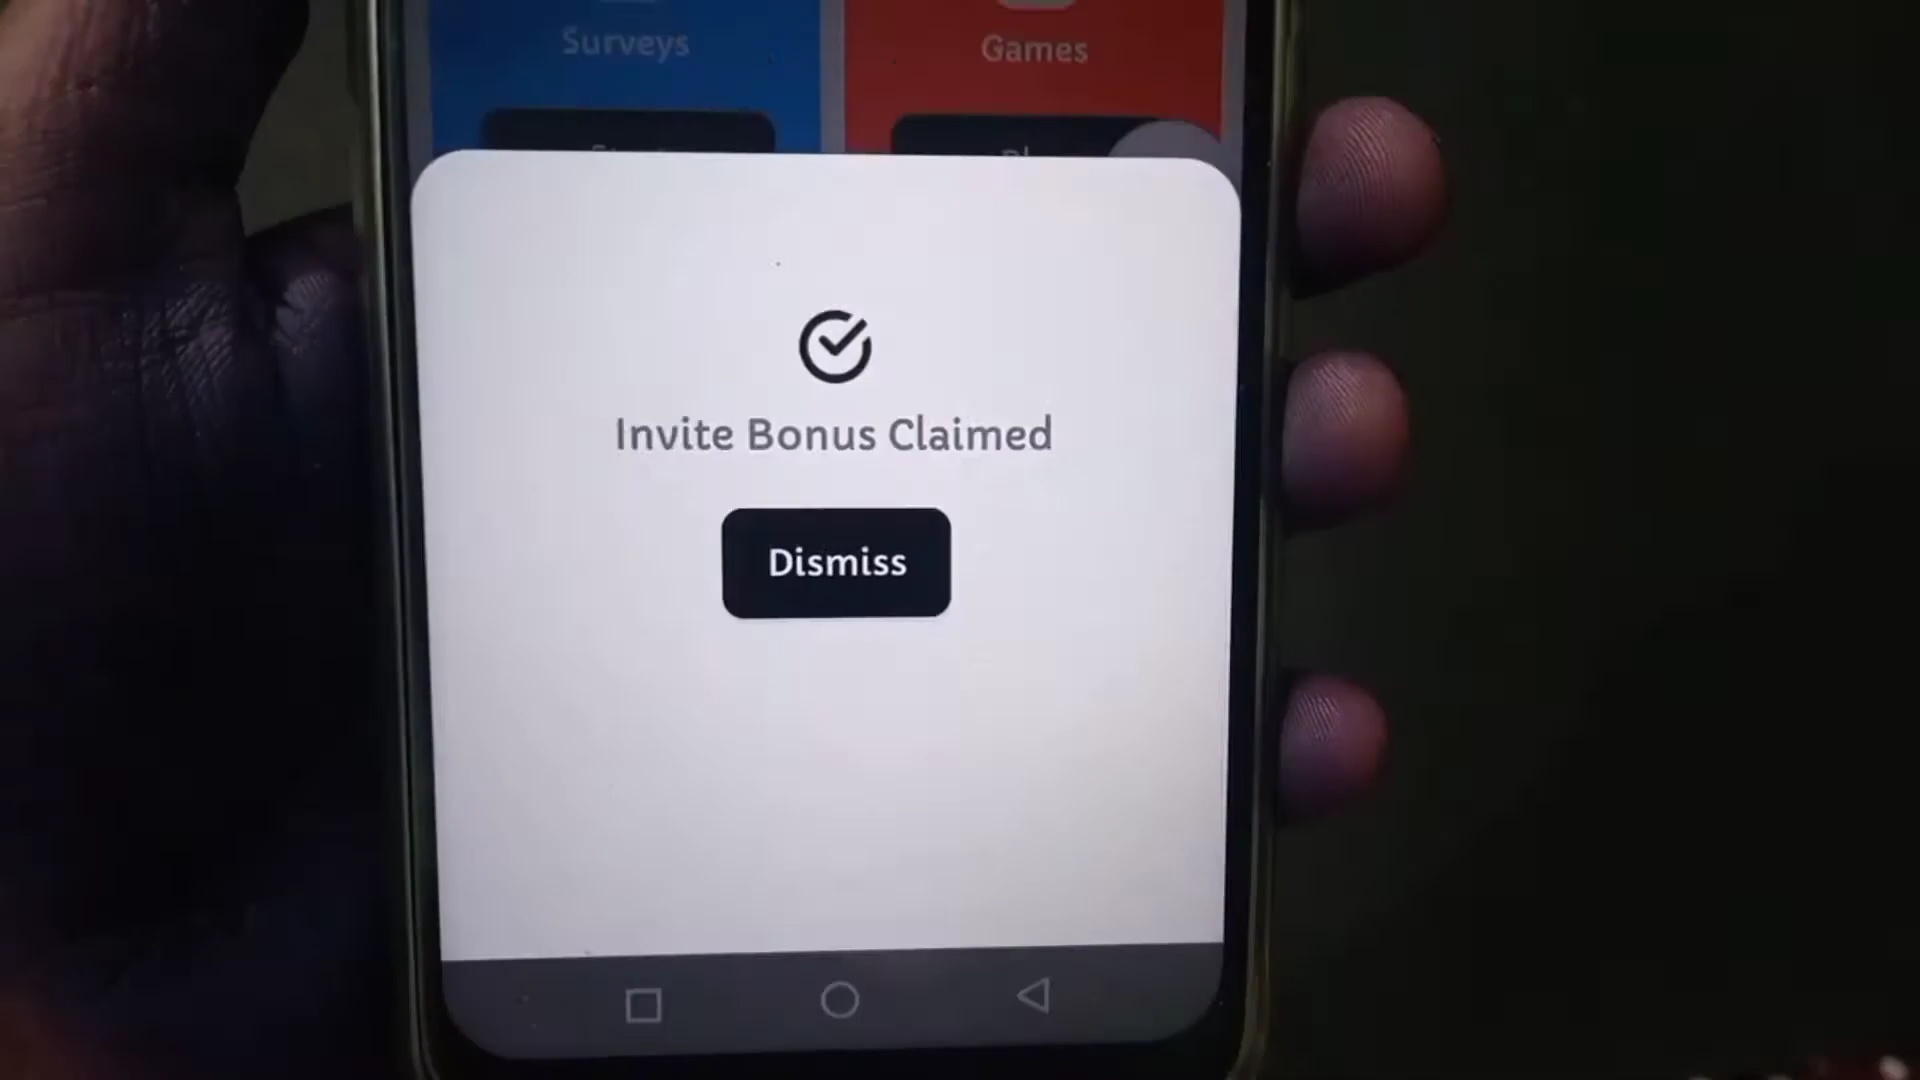 Surveys
Games
Invite Bonus Claimed
Dismiss